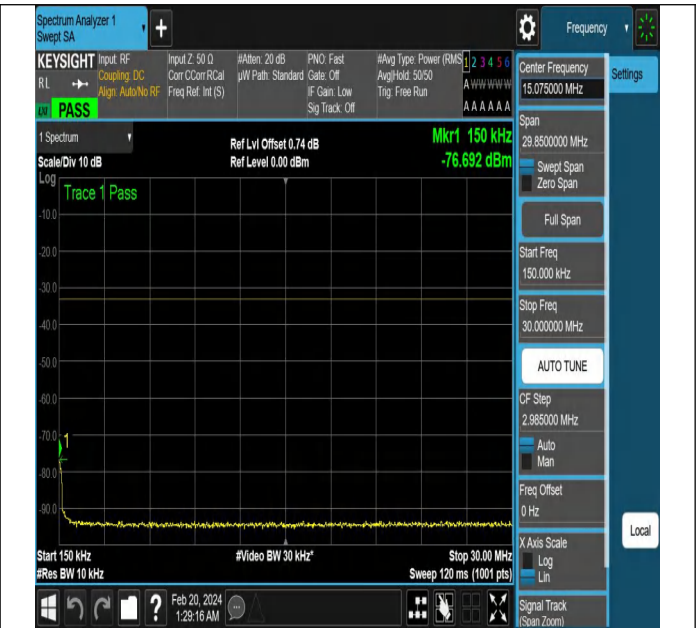 Spectrum Analyzer 1
Swept SA
Frequency
KEYSIGHT
RL
PASS
Input: RF
Coupling: DC
Align: Auto/No RF
Input Z: 50 Ω
Corr CCorr RCal
Freq Ref: Int (S)
#Atten: 20 dB
µW Path: Standard
PNO: Fast
Gate: Off
IF Gain: Low
Sig Track: Off
#Avg Type: Power (RMS
Avg|Hold: 50/50
Trig: Free Run
1 2 3 4 5 6
A W W W W W
A A A A A A
1 Spectrum
Scale/Div 10 dB
Ref Lvl Offset 0.74 dB
Ref Level 0.00 dBm
Mkr1 150 kHz
-76.692 dBm
Log
Trace 1 Pass
-10.0
-20.0
-30.0
-40.0
-50.0
-60.0
-70.0
1
-80.0
-90.0
Start 150 kHz
#Res BW 10 kHz
#Video BW 30 kHz*
Stop 30.00 MHz
Sweep 120 ms (1001 pts)
Feb 20, 2024
1:29:16 AM
Settings
Center Frequency
15.075000 MHz
Span
29.8500000 MHz
Swept Span
Zero Span
Full Span
Start Freq
150.000 kHz
Stop Freq
30.000000 MHz
AUTO TUNE
CF Step
2.985000 MHz
Auto
Man
Freq Offset
0 Hz
X Axis Scale
Log
Lin
Signal Track
(Span Zoom)
Local